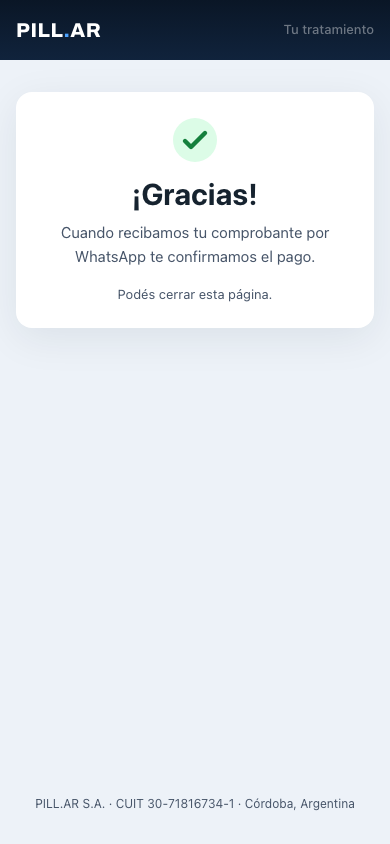 PILL.AR
Tu tratamiento
¡Gracias!
Cuando recibamos tu comprobante por
WhatsApp te confirmamos el pago.
Podés cerrar esta página.
PILL.AR S.A. · CUIT 30-71816734-1 · Córdoba, Argentina